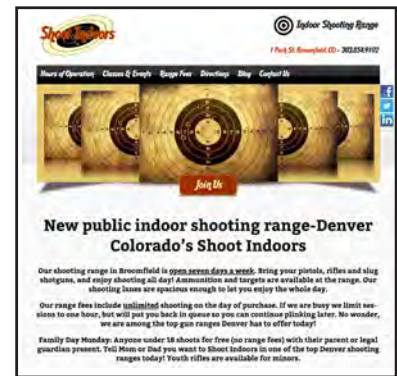 Shoot Indoors
Indoor Shooting Range
1 Park St. Broomfield, CO - 303.854.9102
Hours of Operation Classes & Events Range Fees Directions Blog Contact Us
Join Us
New public indoor shooting range-Denver
Colorado's Shoot Indoors
Our shooting range in Broomfield is open seven days a week. Bring your pistols, rifles and slug
shotguns, and enjoy shooting all day! Ammunition and targets are available at the range. Our
shooting lanes are spacious enough to let you enjoy the whole day.
Our range fees include unlimited shooting on the day of purchase. If we are busy we limit ses-
sions to one hour, but will put you back in queue so you can continue plinking later. No wonder,
we are among the top gun ranges Denver has to offer today!
Family Day Monday: Anyone under 18 shoots for free (no range fees) with their parent or legal
guardian present. Tell Mom or Dad you want to Shoot Indoors in one of the top Denver shooting
ranges today! Youth rifles are available for minors.